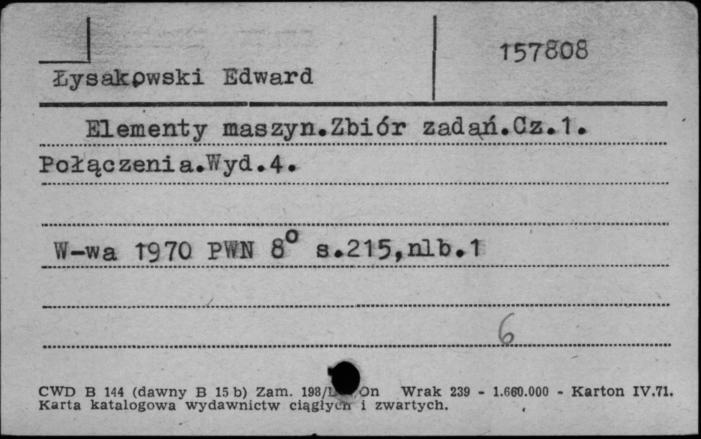 157808
Łysakowski Edward
Elementy maszyn.Zbiór zadań.Cz.1.
Połączenia.Wyd.4.
W-wa 1970 PWN 8° s.215,nlb.1
6
CWD B 144 (dawny B 15 b) Zam. 198/ On Wrak 239 - 1.660.000 - Karton IV.71.
Karta katalogowa wydawnictw ciągłych i zwartych.